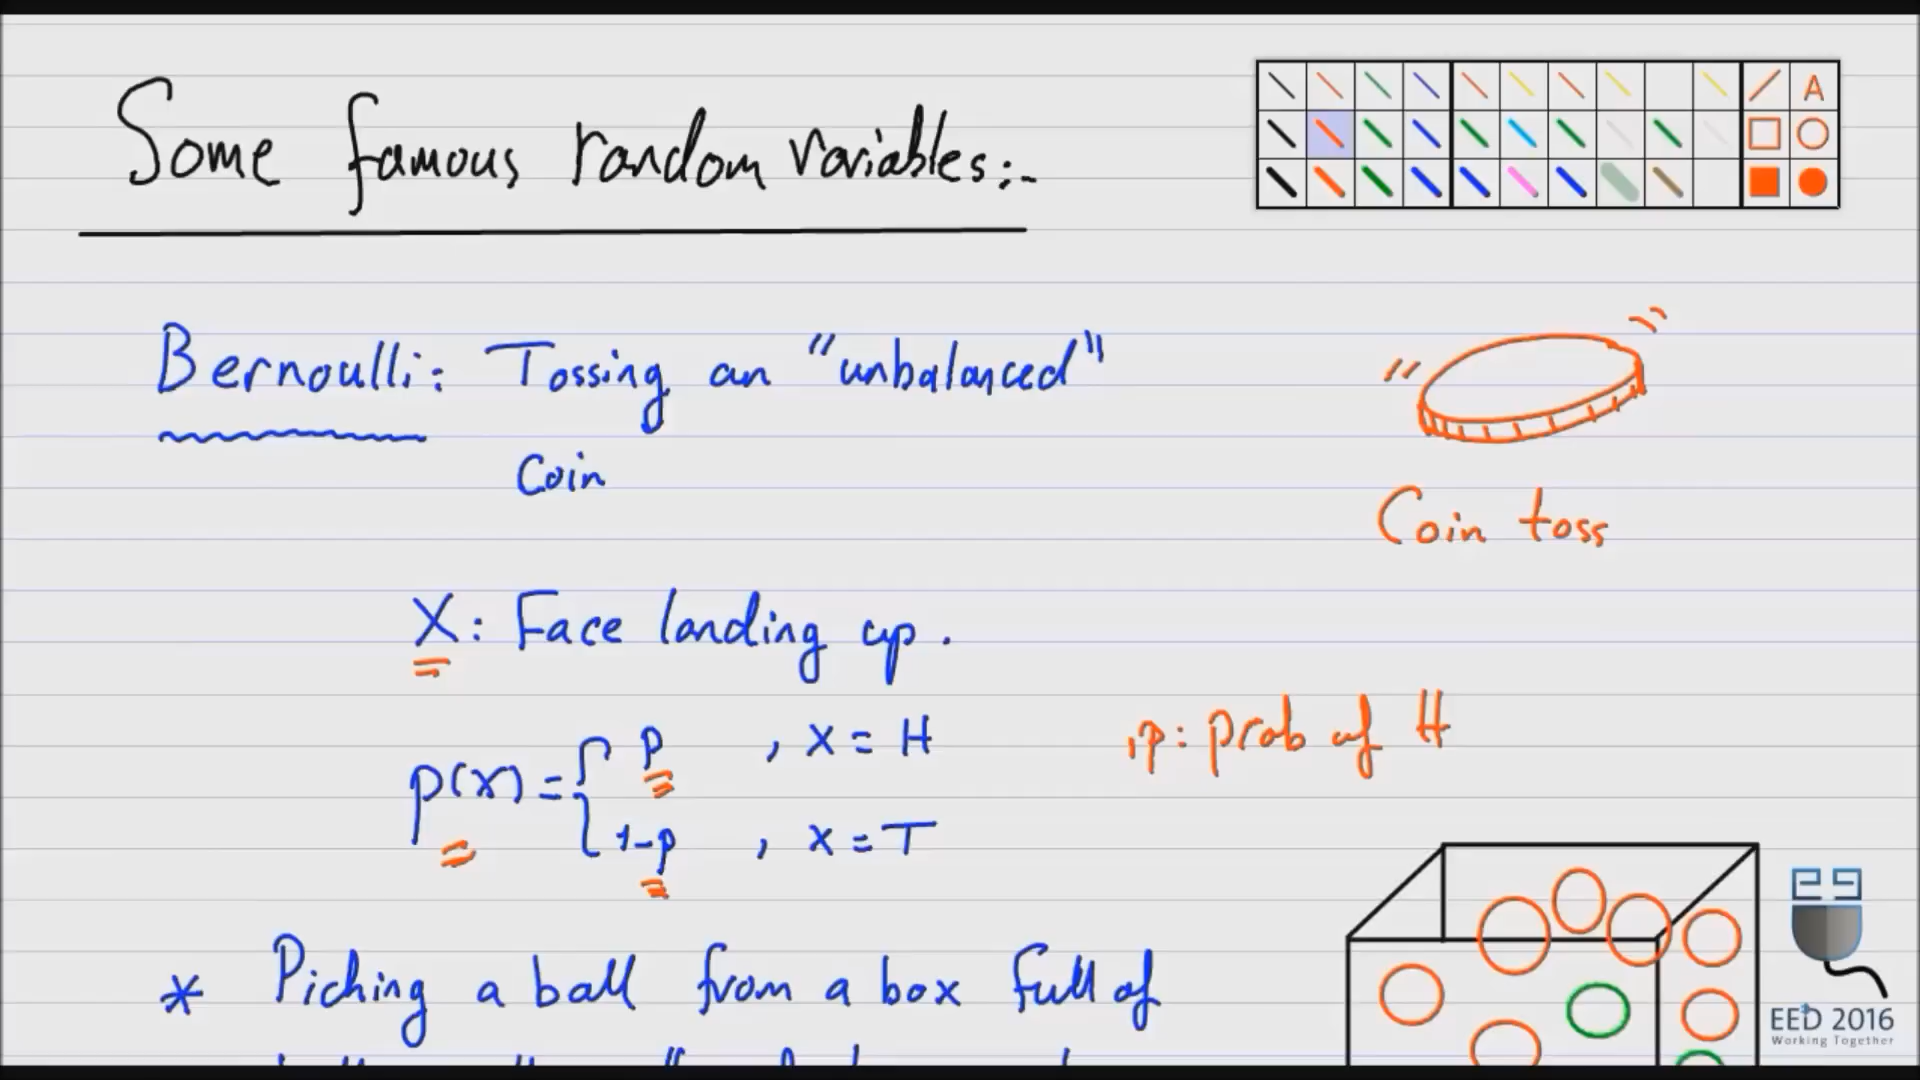 Some famous random variables:-
A
Bernoulli: Tossing an "unbalanced"
Coin
Coin toss
X: Face landing up.
p(x) = { p , x = H
1-p , x = T
, p: prob of H
* Piching a ball from a box full of
EED 2016
Working Together